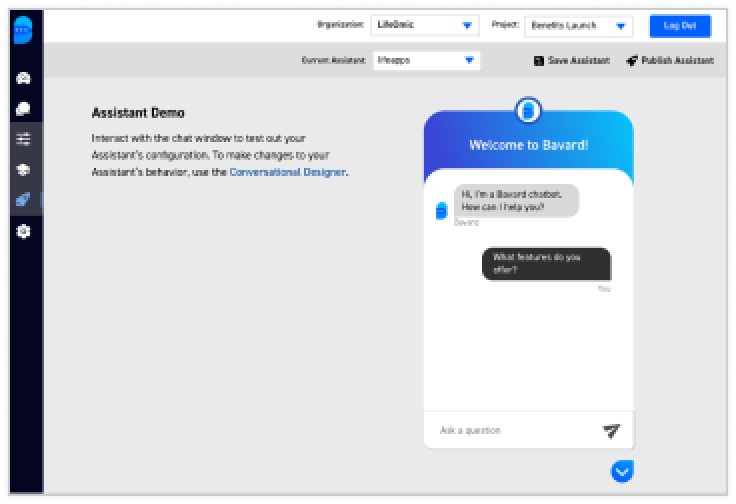 Organization: LifeOmic Project: Benefits Launch Log Out
Current Assistant: lifeapps Save Assistant Publish Assistant
Assistant Demo
Interact with the chat window to test out your
Assistant's configuration. To make changes to your
Assistant's behavior, use the Conversational Designer.
Welcome to Bavard!
Hi, I'm a Bavard chatbot.
How can I help you?
Bavard
What features do you
offer?
You
Ask a question